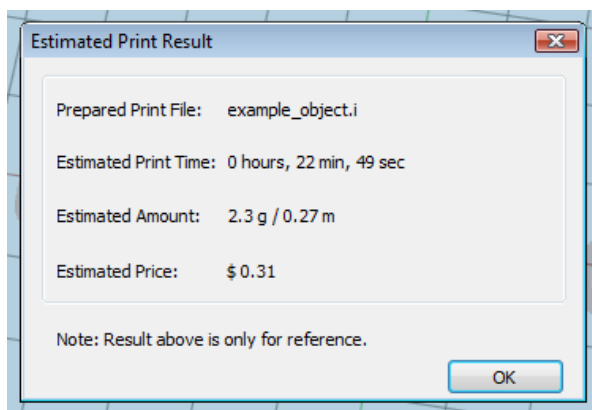 Estimated Print Result
Prepared Print File: example_object.i
Estimated Print Time: 0 hours, 22 min, 49 sec
Estimated Amount: 2.3 g / 0.27 m
Estimated Price: $ 0.31
Note: Result above is only for reference.
OK